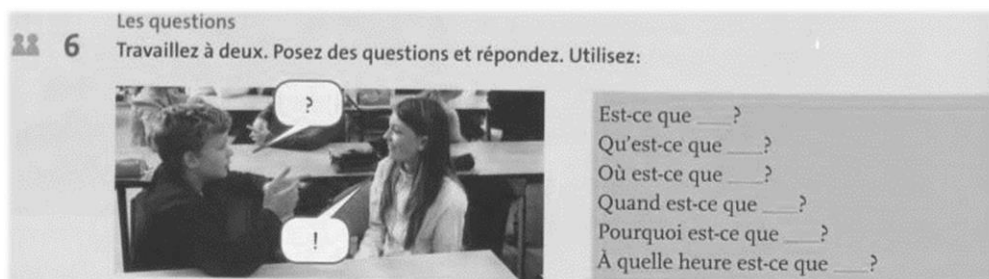 Les questions
6 Travaillez à deux. Posez des questions et répondez. Utilisez:
?
!
Est-ce que ___?
Qu'est-ce que ___?
Où est-ce que ___?
Quand est-ce que ___?
Pourquoi est-ce que ___?
À quelle heure est-ce que ___?